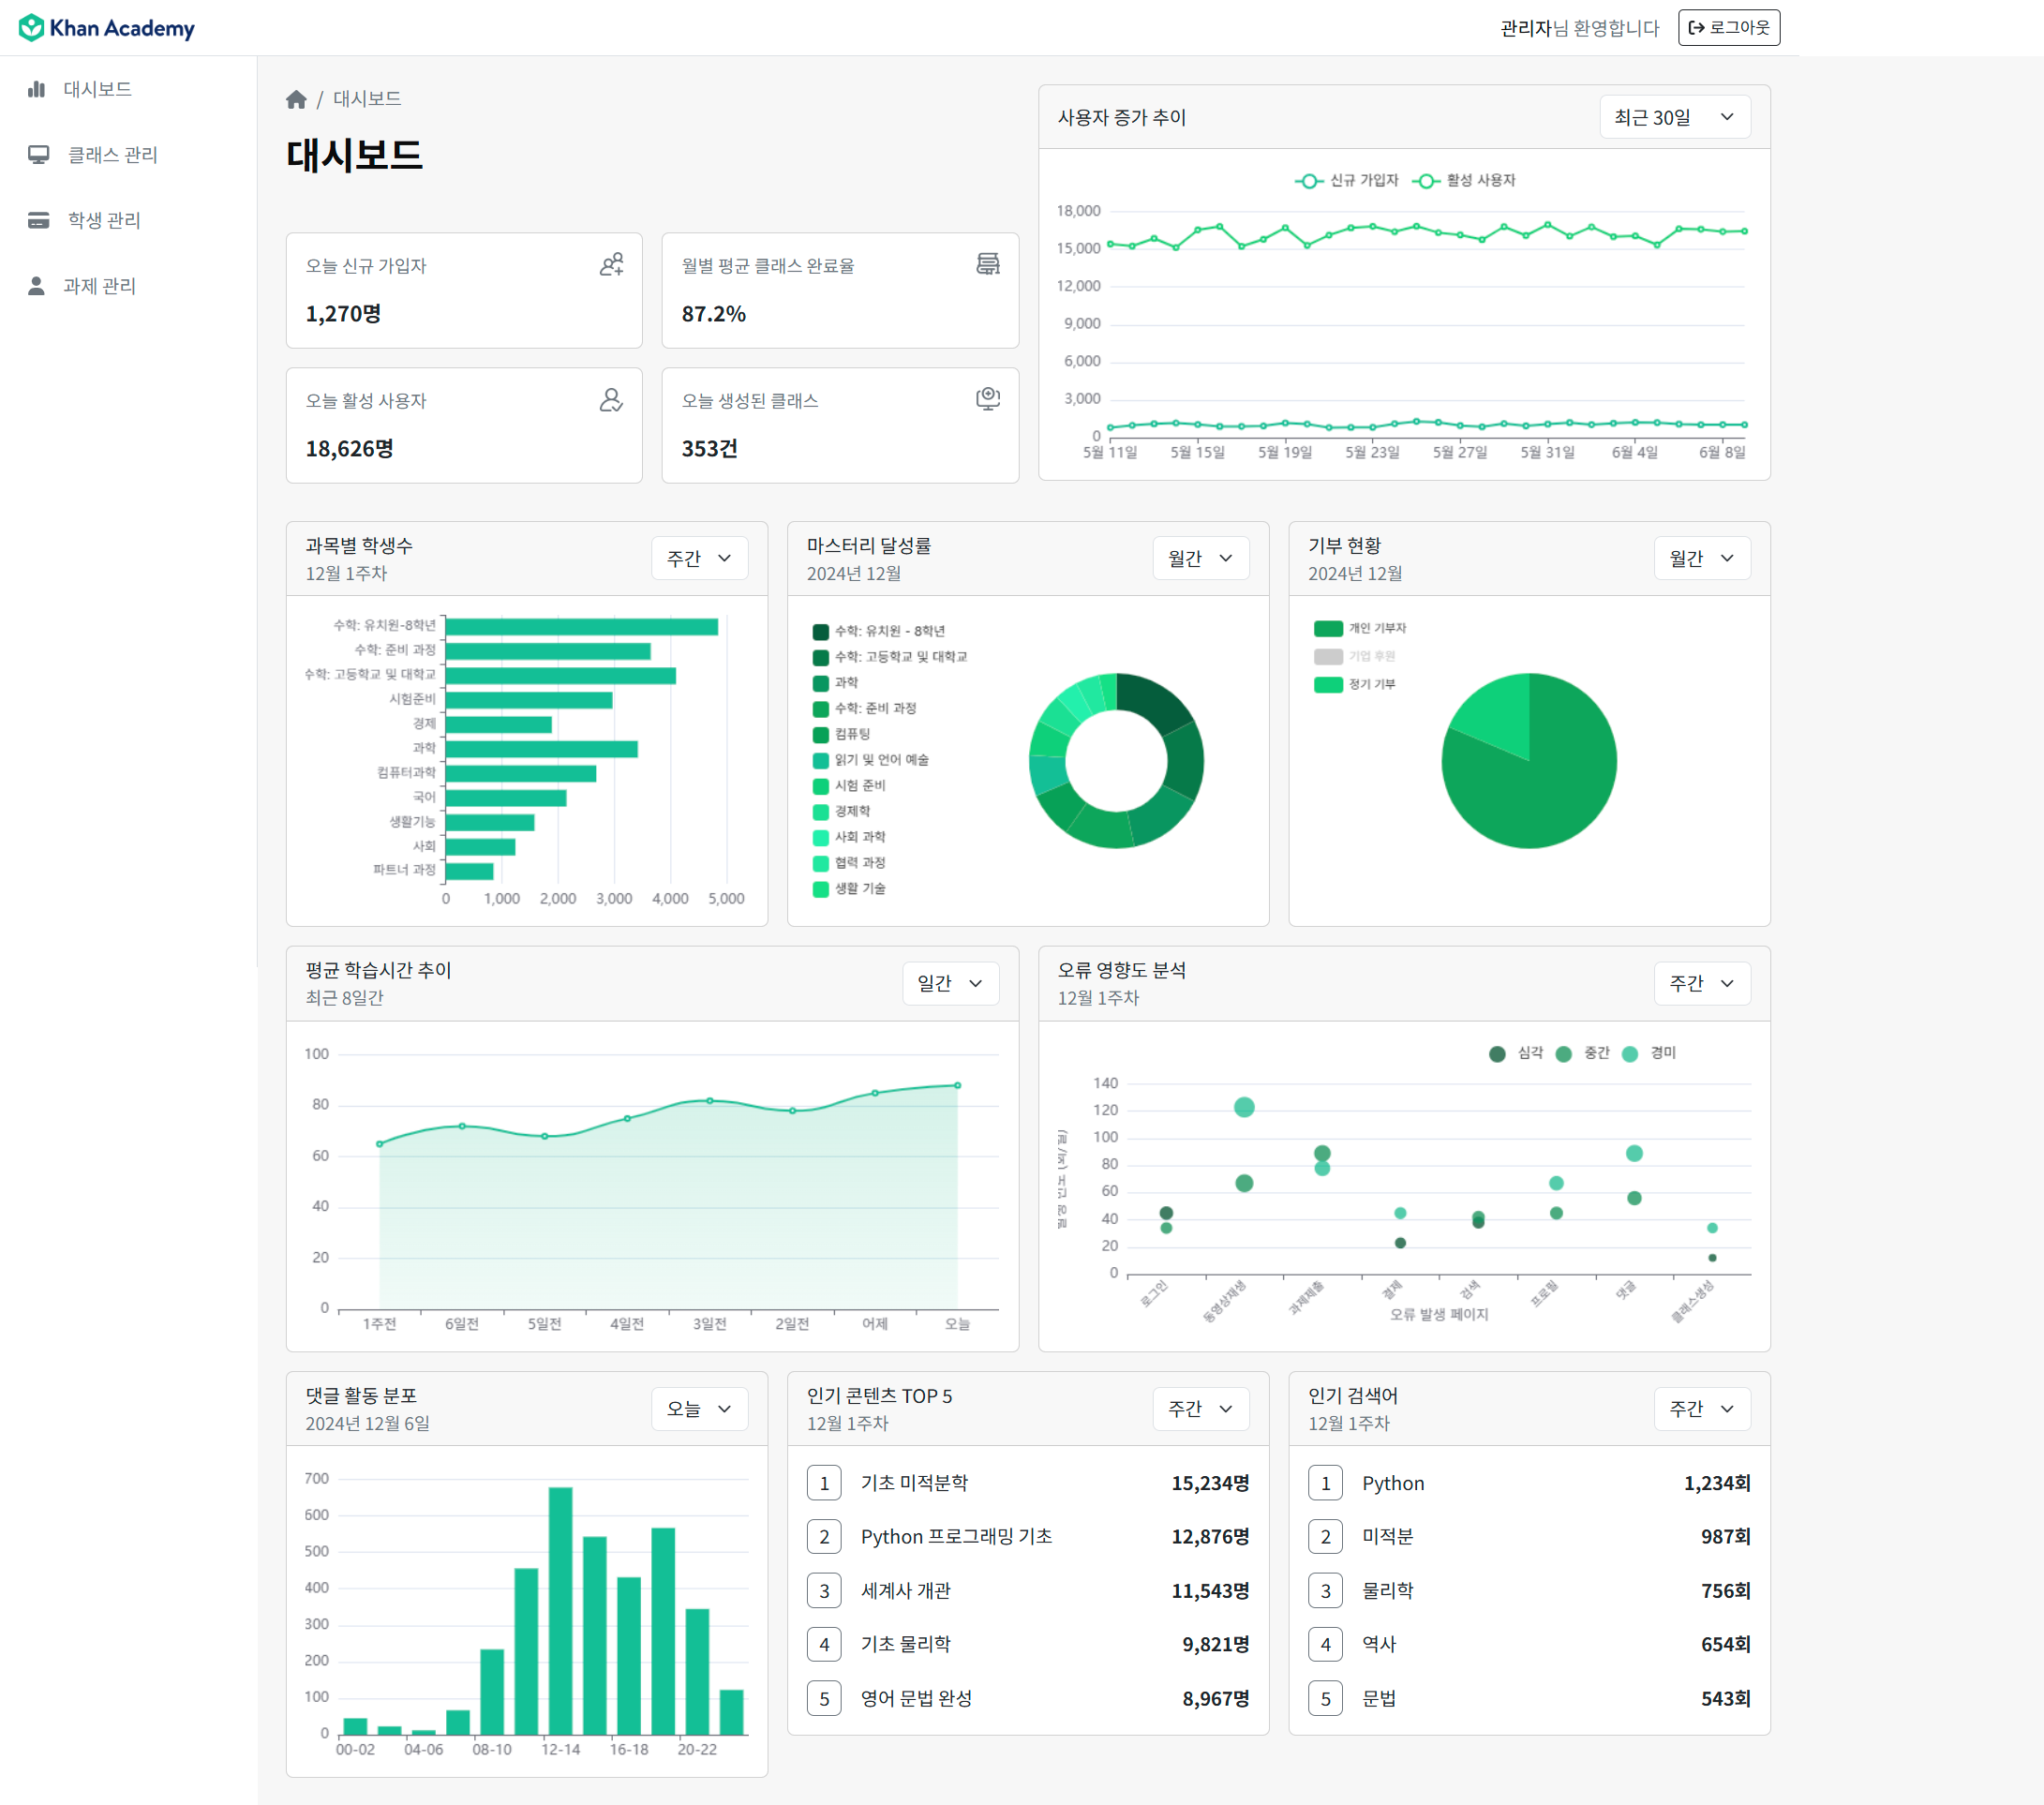 Khan Academy
관리자님 환영합니다
로그아웃
대시보드
클래스 관리
학생 관리
과제 관리
/ 대시보드
대시보드
오늘 신규 가입자
1,270명
월별 평균 클래스 완료율
87.2%
오늘 활성 사용자
18,626명
오늘 생성된 클래스
353건
사용자 증가 추이
최근 30일
신규 가입자 활성 사용자
18,000
15,000
12,000
9,000
6,000
3,000
0
5월 11일 5월 15일 5월 19일 5월 23일 5월 27일 5월 31일 6월 4일 6월 8일
과목별 학생수
12월 1주차
주간
수학: 유치원-8학년
수학: 준비 과정
수학: 고등학교 및 대학교
시험준비
경제
과학
컴퓨터과학
국어
생활기능
사회
파트너 과정
0 1,000 2,000 3,000 4,000 5,000
마스터리 달성률
2024년 12월
월간
수학: 유치원 - 8학년
수학: 고등학교 및 대학교
과학
수학: 준비 과정
컴퓨팅
읽기 및 언어 예술
시험 준비
경제학
사회 과학
협력 과정
생활 기술
기부 현황
2024년 12월
월간
개인 기부자
기업 후원
정기 기부
평균 학습시간 추이
최근 8일간
일간
100
80
60
40
20
0
1주전 6일전 5일전 4일전 3일전 2일전 어제 오늘
오류 영향도 분석
12월 1주차
주간
심각 중간 경미
140
120
100
80
60
40
20
0
로그인 동영상재생 과제제출 결제 검색 프로필 댓글 클래스생성
오류 발생 페이지
댓글 활동 분포
2024년 12월 6일
오늘
700
600
500
400
300
200
100
0
00-02 04-06 08-10 12-14 16-18 20-22
인기 콘텐츠 TOP 5
12월 1주차
주간
1 기초 미적분학 15,234명
2 Python 프로그래밍 기초 12,876명
3 세계사 개관 11,543명
4 기초 물리학 9,821명
5 영어 문법 완성 8,967명
인기 검색어
12월 1주차
주간
1 Python 1,234회
2 미적분 987회
3 물리학 756회
4 역사 654회
5 문법 543회